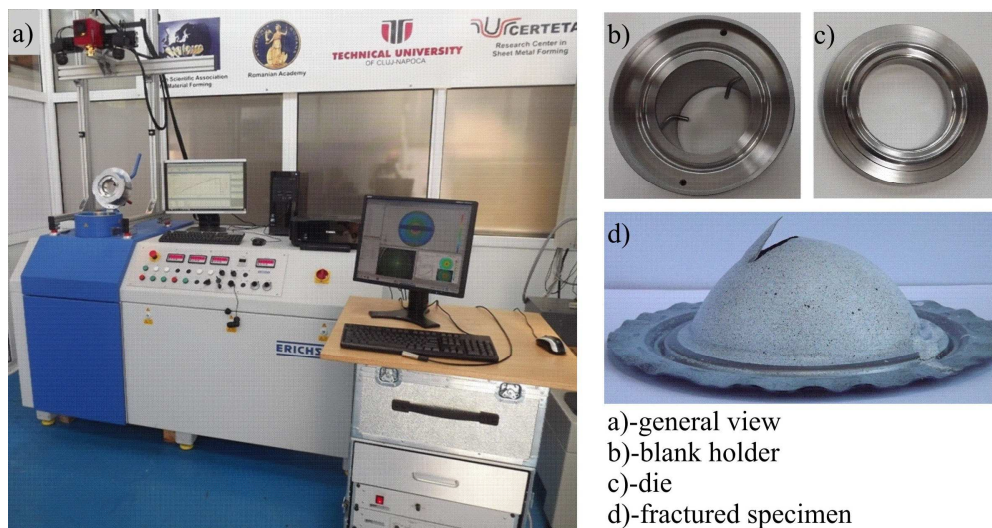 a)
Scientific Association
Material Forming
Romanian Academy
TECHNICAL UNIVERSITY
OF CLUJ-NAPOCA
CERTETA
Research Center in
Sheet Metal Forming
ERICHS
b)
c)
d)
a)-general view
b)-blank holder
c)-die
d)-fractured specimen